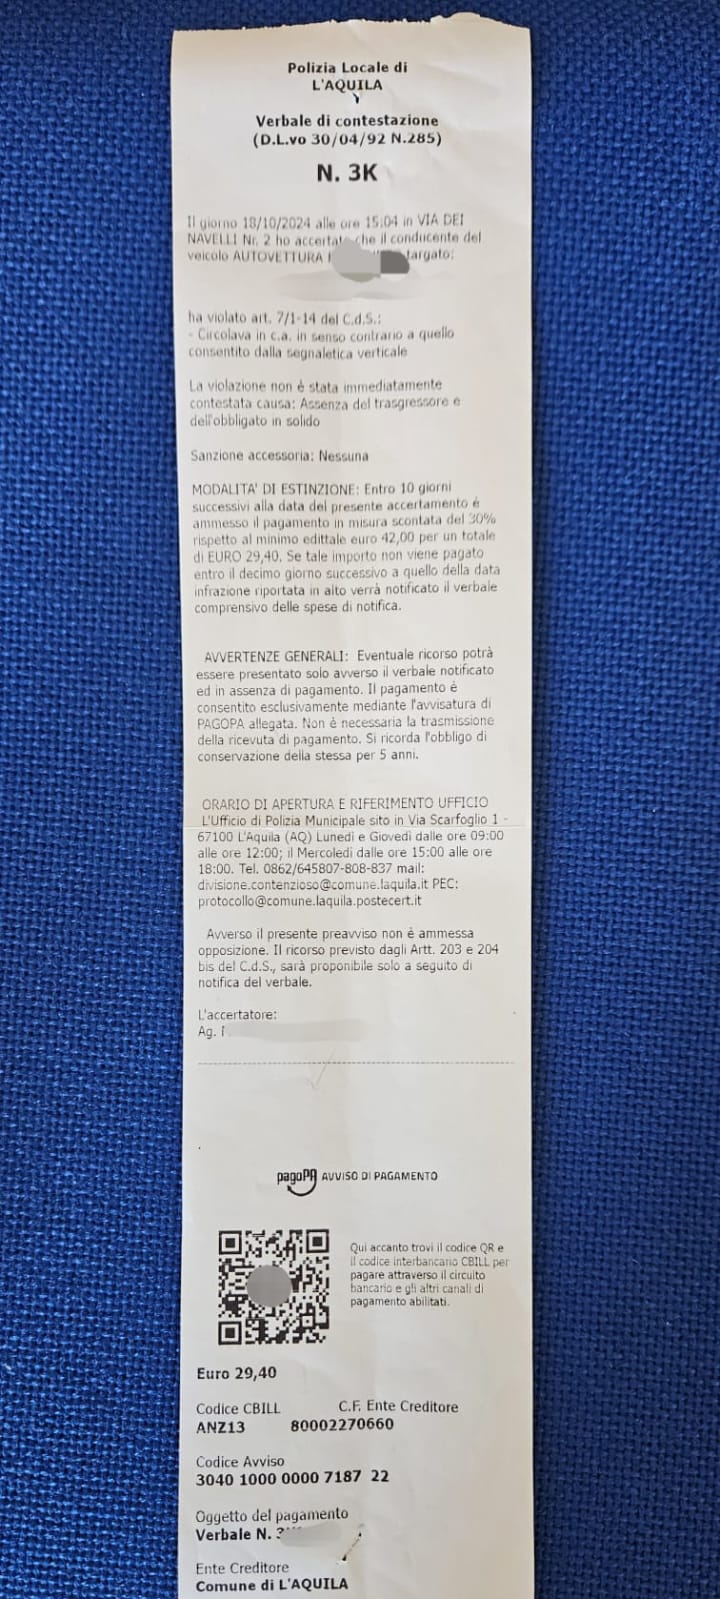 Polizia Locale di
L'AQUILA
Verbale di contestazione
(D.L.vo 30/04/92 N.285)
N. 3K
Il giorno 18/10/2024 alle ore 15:04 in VIA DEI
NAVELLI Nr. 2 ho accertato che il conducente del
veicolo AUTOVETTURA targato:
ha violato art. 7/1-14 del C.d.S.:
- Circolava in c.a. in senso contrario a quello
consentito dalla segnaletica verticale
La violazione non è stata immediatamente
contestata causa: Assenza del trasgressore e
dell'obbligato in solido
Sanzione accessoria: Nessuna
MODALITA' DI ESTINZIONE: Entro 10 giorni
successivi alla data del presente accertamento è
ammesso il pagamento in misura scontata del 30%
rispetto al minimo edittale euro 42,00 per un totale
di EURO 29,40. Se tale importo non viene pagato
entro il decimo giorno successivo a quello della data
infrazione riportata in alto verrà notificato il verbale
comprensivo delle spese di notifica.
AVVERTENZE GENERALI: Eventuale ricorso potrà
essere presentato solo avverso il verbale notificato
ed in assenza di pagamento. Il pagamento è
consentito esclusivamente mediante l'avvisatura di
PAGOPA allegata. Non è necessaria la trasmissione
della ricevuta di pagamento. Si ricorda l'obbligo di
conservazione della stessa per 5 anni.
ORARIO DI APERTURA E RIFERIMENTO UFFICIO
L'Ufficio di Polizia Municipale sito in Via Scarfoglio 1 -
67100 L'Aquila (AQ) Lunedì e Giovedì dalle ore 09:00
alle ore 12:00; il Mercoledì dalle ore 15:00 alle ore
18:00. Tel. 0862/645807-808-837 mail:
divisione.contenzioso@comune.laquila.it PEC:
protocollo@comune.laquila.postecert.it
Avverso il presente preavviso non è ammessa
opposizione. Il ricorso previsto dagli Artt. 203 e 204
bis del C.d.S., sarà proponibile solo a seguito di
notifica del verbale.
L'accertatore:
Ag.
pagoPA AVVISO DI PAGAMENTO
Qui accanto trovi il codice QR e
il codice interbancario CBILL per
pagare attraverso il circuito
bancario e gli altri canali di
pagamento abilitati.
Euro 29,40
Codice CBILL C.F. Ente Creditore
ANZ13 80002270660
Codice Avviso
3040 1000 0000 7187 22
Oggetto del pagamento
Verbale N. 3
Ente Creditore
Comune di L'AQUILA